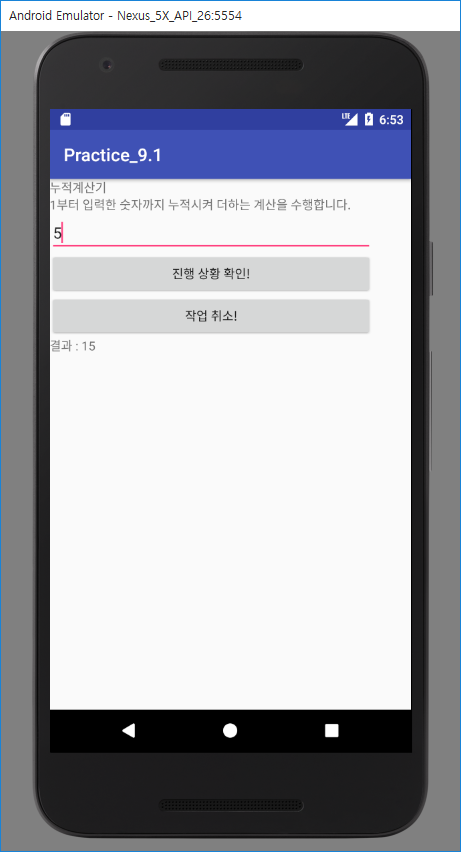 Android Emulator - Nexus_5X_API_26:5554
LTE 6:53
Practice_9.1
누적계산기
1부터 입력한 숫자까지 누적시켜 더하는 계산을 수행합니다.
5
진행 상황 확인!
작업 취소!
결과 : 15